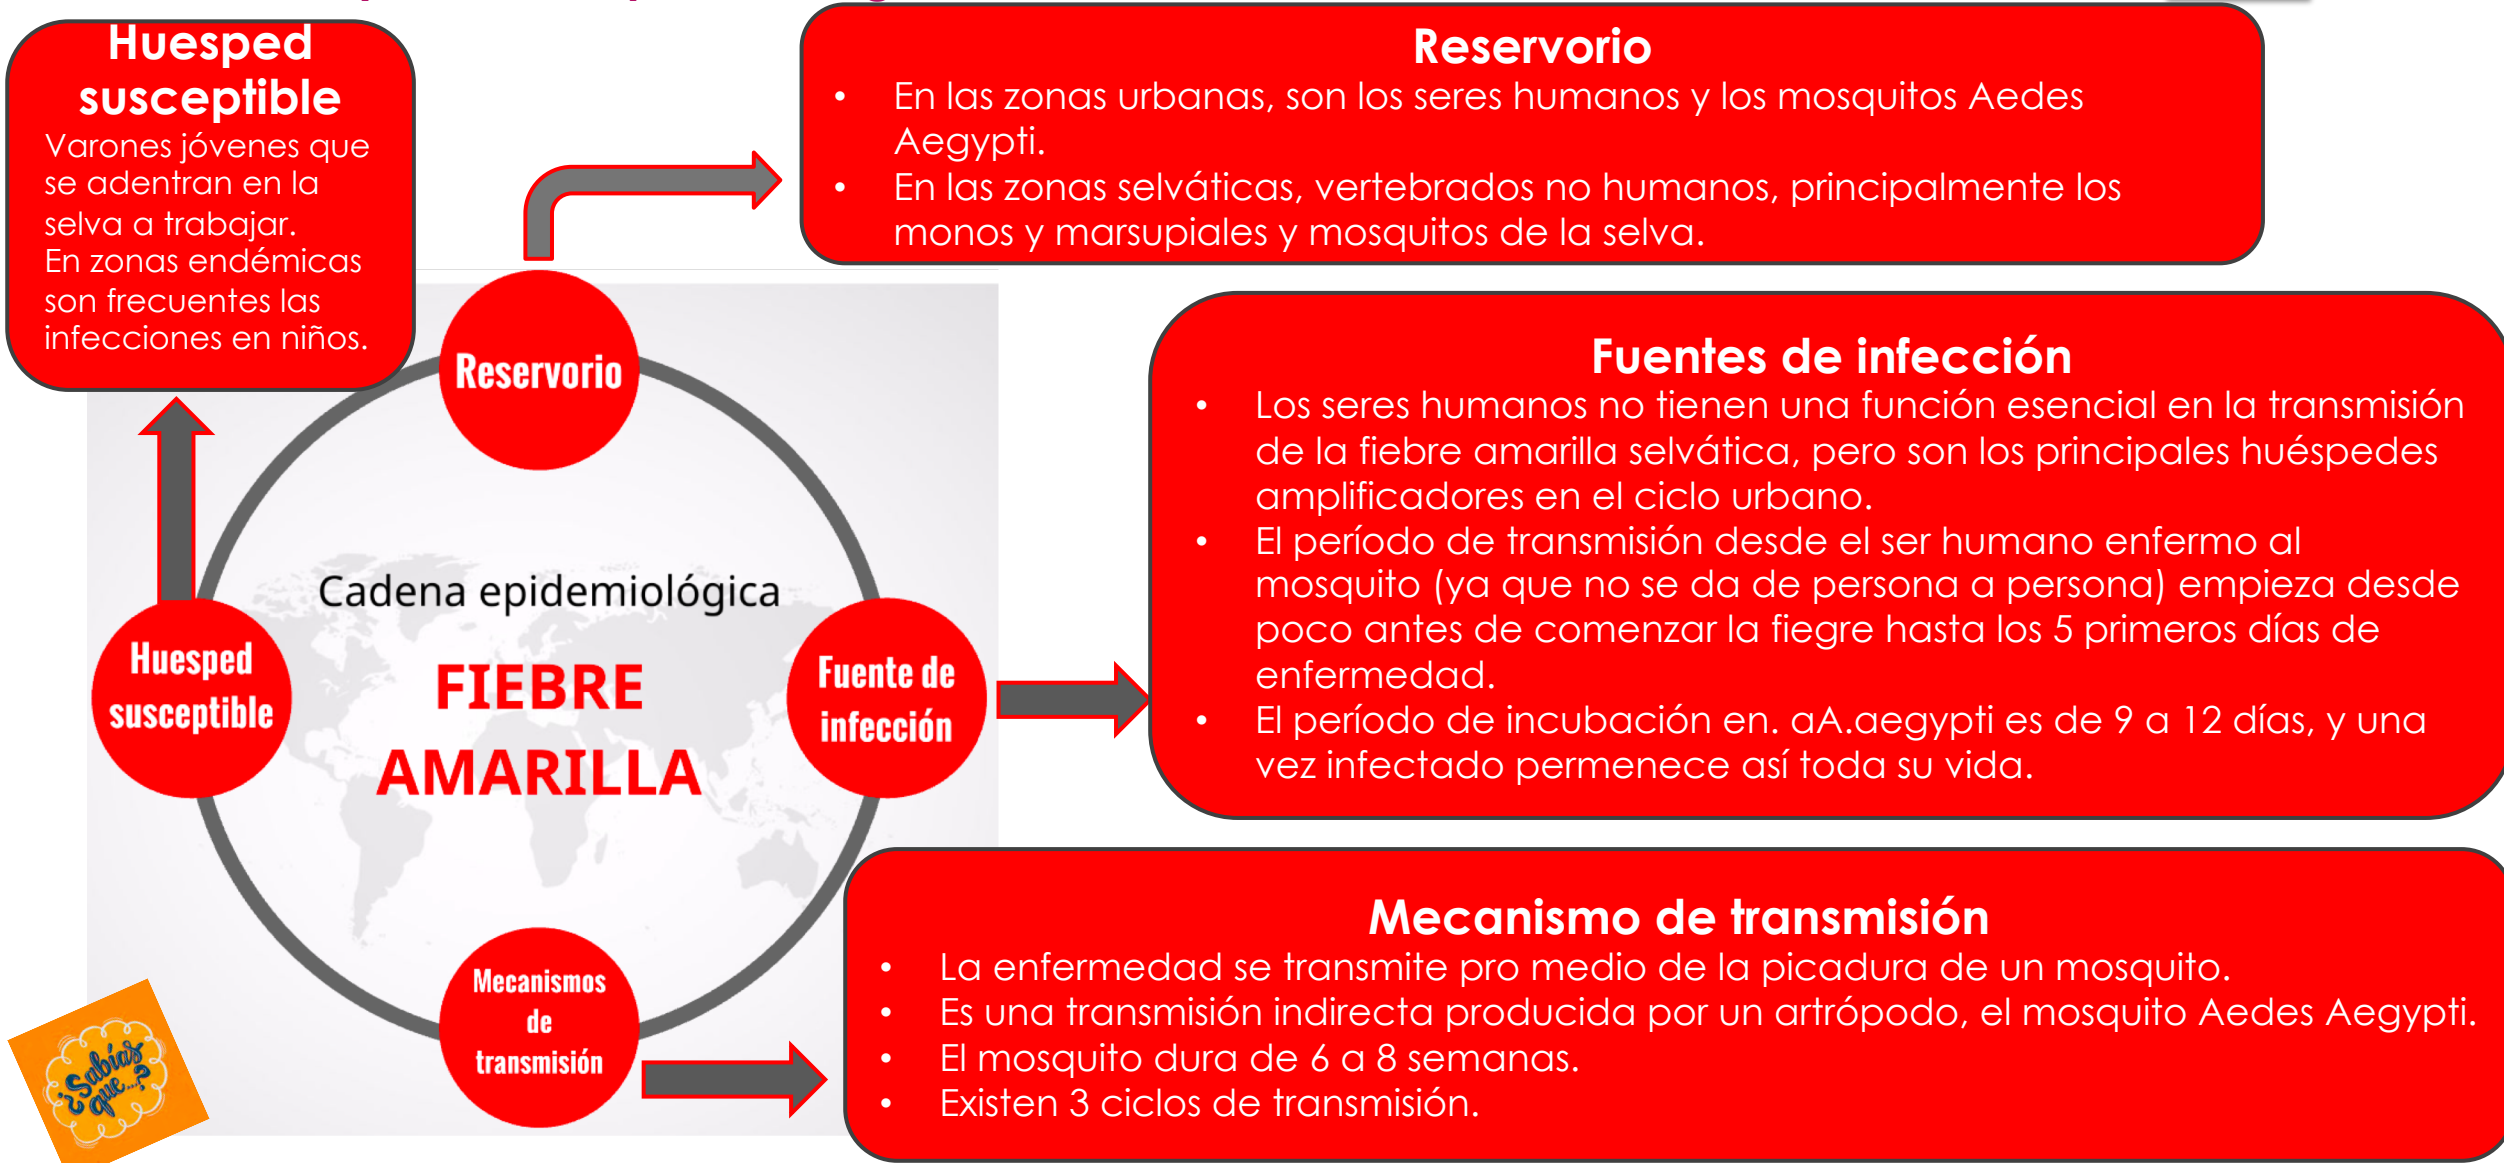 Huesped
susceptible
Varones jóvenes que
se adentran en la
selva a trabajar.
En zonas endémicas
son frecuentes las
infecciones en niños.
Reservorio
• En las zonas urbanas, son los seres humanos y los mosquitos Aedes
Aegypti.
• En las zonas selváticas, vertebrados no humanos, principalmente los
monos y marsupiales y mosquitos de la selva.
Fuentes de infección
• Los seres humanos no tienen una función esencial en la transmisión
de la fiebre amarilla selvática, pero son los principales huéspedes
amplificadores en el ciclo urbano.
• El período de transmisión desde el ser humano enfermo al
mosquito (ya que no se da de persona a persona) empieza desde
poco antes de comenzar la fiegre hasta los 5 primeros días de
enfermedad.
• El período de incubación en. aA.aegypti es de 9 a 12 días, y una
vez infectado permenece así toda su vida.
Mecanismo de transmisión
• La enfermedad se transmite pro medio de la picadura de un mosquito.
• Es una transmisión indirecta producida por un artrópodo, el mosquito Aedes Aegypti.
• El mosquito dura de 6 a 8 semanas.
• Existen 3 ciclos de transmisión.
Reservorio
Cadena epidemiológica
FIEBRE
AMARILLA
Huesped
susceptible
Fuente de
infección
Mecanismos
de
transmisión
¿Sabías
que...?